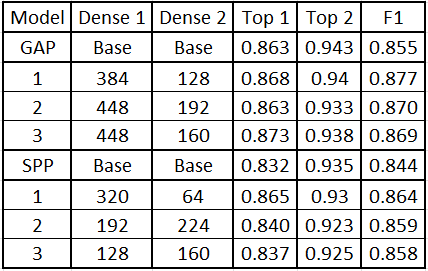 Model Dense 1 Dense 2 Top 1 Top 2 F1
GAP Base Base 0.863 0.943 0.855
1 384 128 0.868 0.94 0.877
2 448 192 0.863 0.933 0.870
3 448 160 0.873 0.938 0.869
SPP Base Base 0.832 0.935 0.844
1 320 64 0.865 0.93 0.864
2 192 224 0.840 0.923 0.859
3 128 160 0.837 0.925 0.858